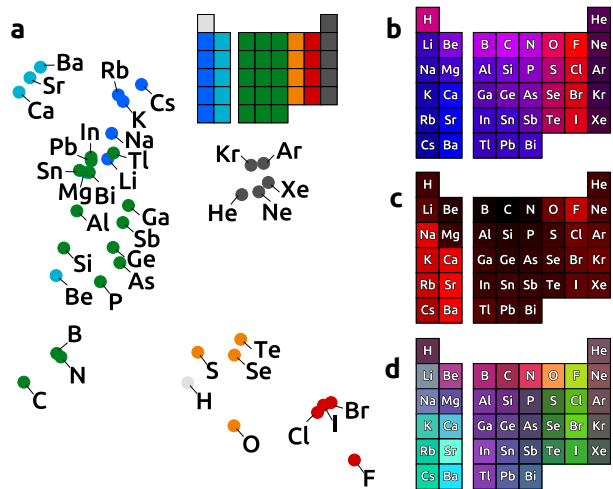 a
Ba
Sr
Ca
Rb
K
Cs
Na
In
Pb
Tl
Sn
Mg
Bi
Li
Kr
Ar
Xe
He
Ne
Al
Ga
Sb
Si
Ge
As
Be
P
B
N
C
S
Te
Se
H
O
Cl
I
Br
F
b
H He
Li Be B C N O F Ne
Na Mg Al Si P S Cl Ar
K Ca Ga Ge As Se Br Kr
Rb Sr In Sn Sb Te I Xe
Cs Ba Tl Pb Bi
c
H He
Li Be B C N O F Ne
Na Mg Al Si P S Cl Ar
K Ca Ga Ge As Se Br Kr
Rb Sr In Sn Sb Te I Xe
Cs Ba Tl Pb Bi
d
H He
Li Be B C N O F Ne
Na Mg Al Si P S Cl Ar
K Ca Ga Ge As Se Br Kr
Rb Sr In Sn Sb Te I Xe
Cs Ba Tl Pb Bi